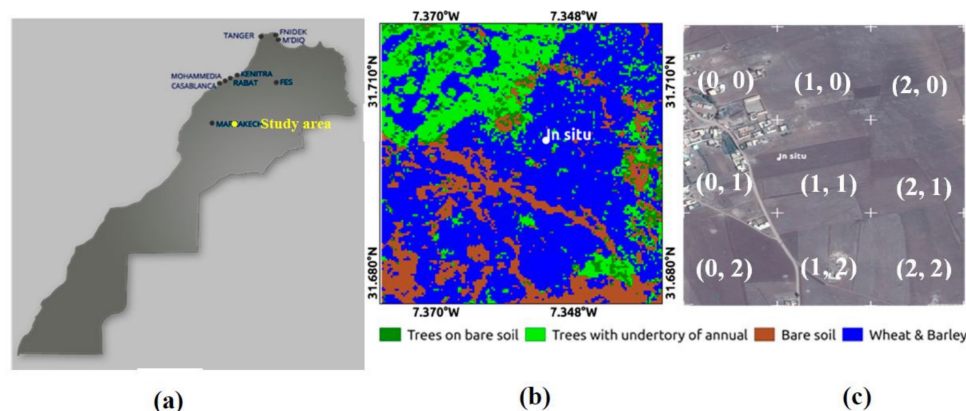 TANGER
FNIDEK
M'DIQ
MOHAMMEDIA
KENITRA
CASABLANCA
RABAT
FES
Study area
(a)
7.370°W 7.348°W
31.710°N 31.710°N
In situ
31.680°N 31.680°N
7.370°W 7.348°W
Trees on bare soil Trees with undertory of annual Bare soil Wheat & Barley
(b)
(0, 0) (1, 0) (2, 0)
In situ
(0, 1) (1, 1) (2, 1)
(0, 2) (1, 2) (2, 2)
(c)